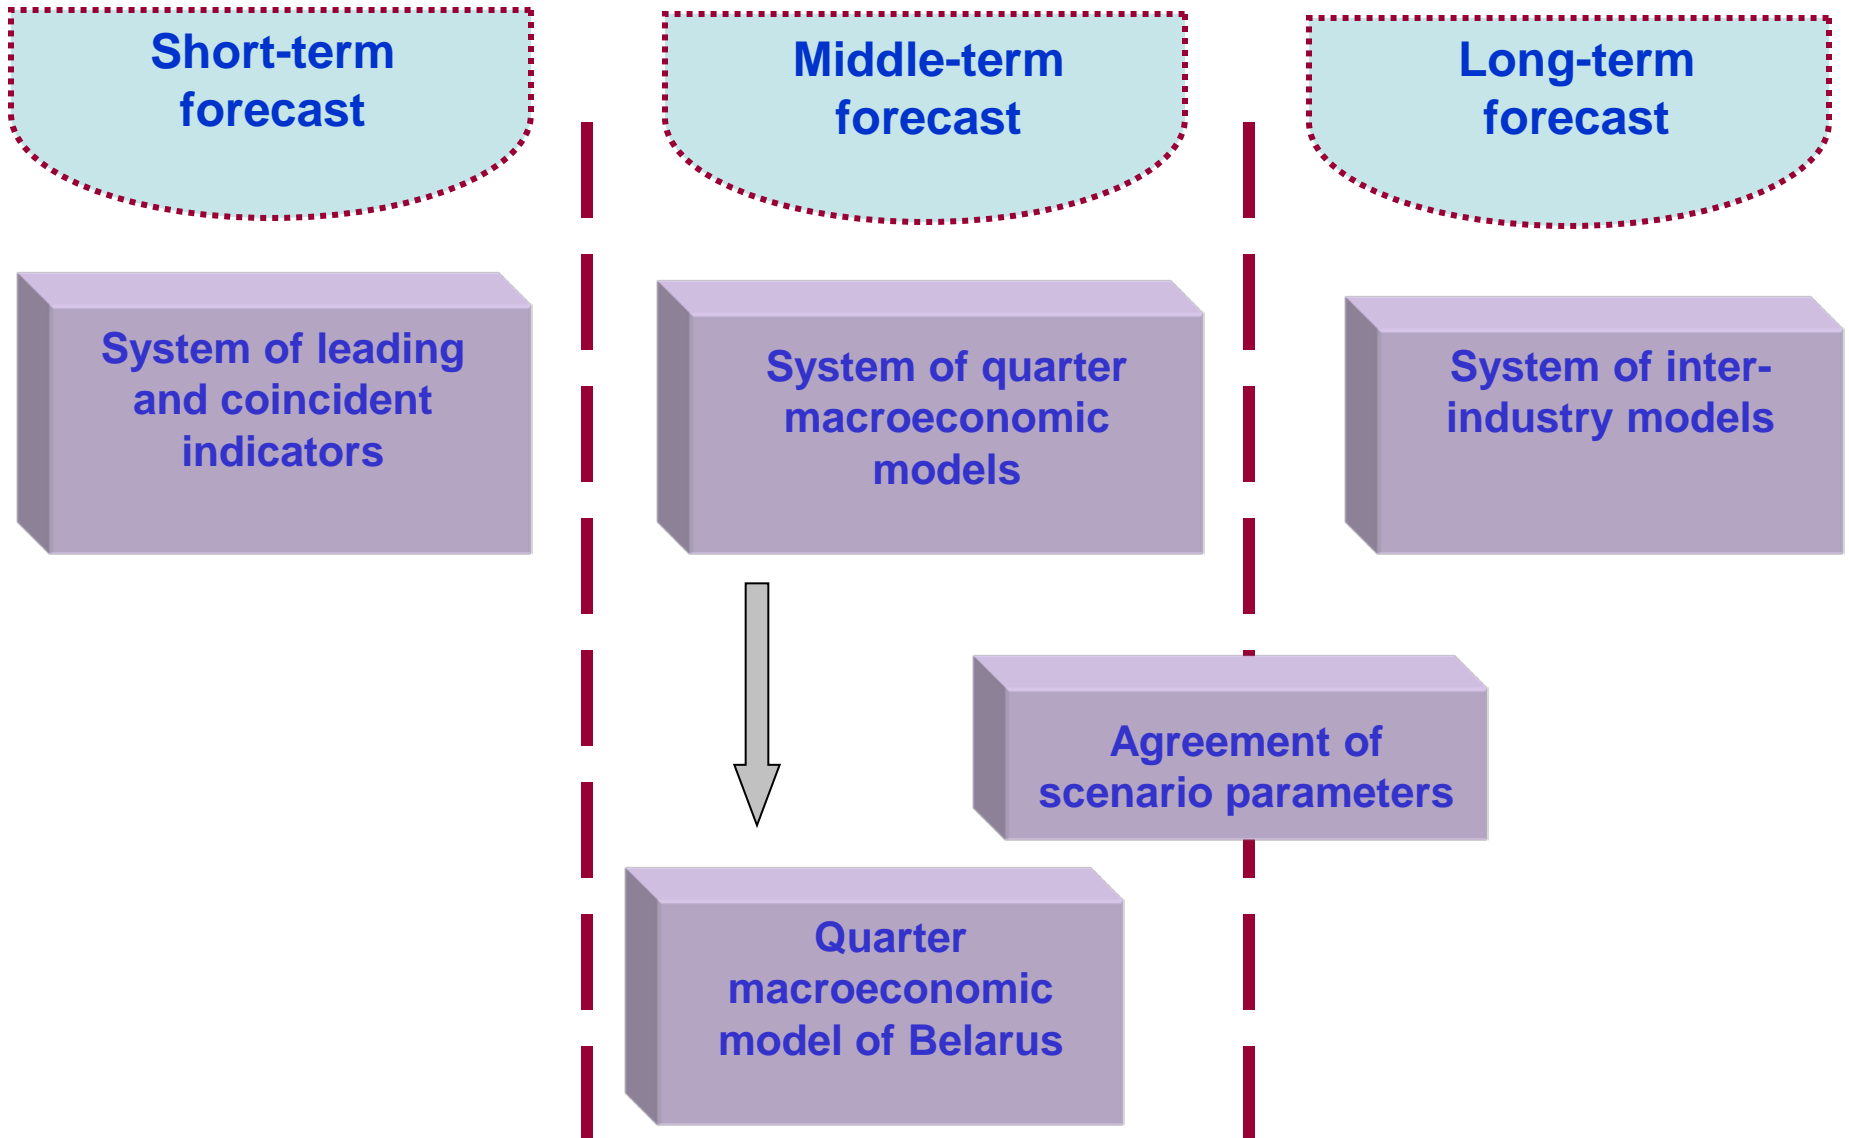 Short-term
forecast
Middle-term
forecast
Long-term
forecast
System of leading
and coincident
indicators
System of quarter
macroeconomic
models
System of inter-
industry models
Agreement of
scenario parameters
Quarter
macroeconomic
model of Belarus